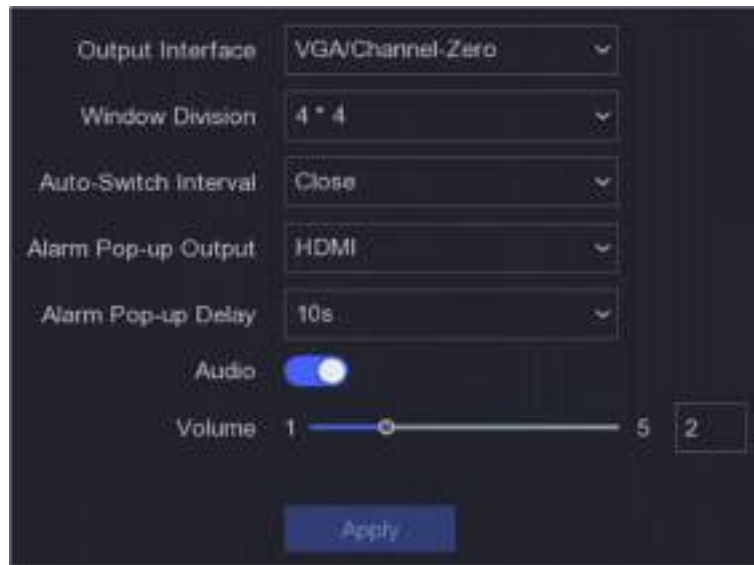 Output Interface VGA/Channel-Zero
Window Division 4 * 4
Auto-Switch Interval Close
Alarm Pop-up Output HDMI
Alarm Pop-up Delay 10s
Audio
Volume 1 5 2
Apply